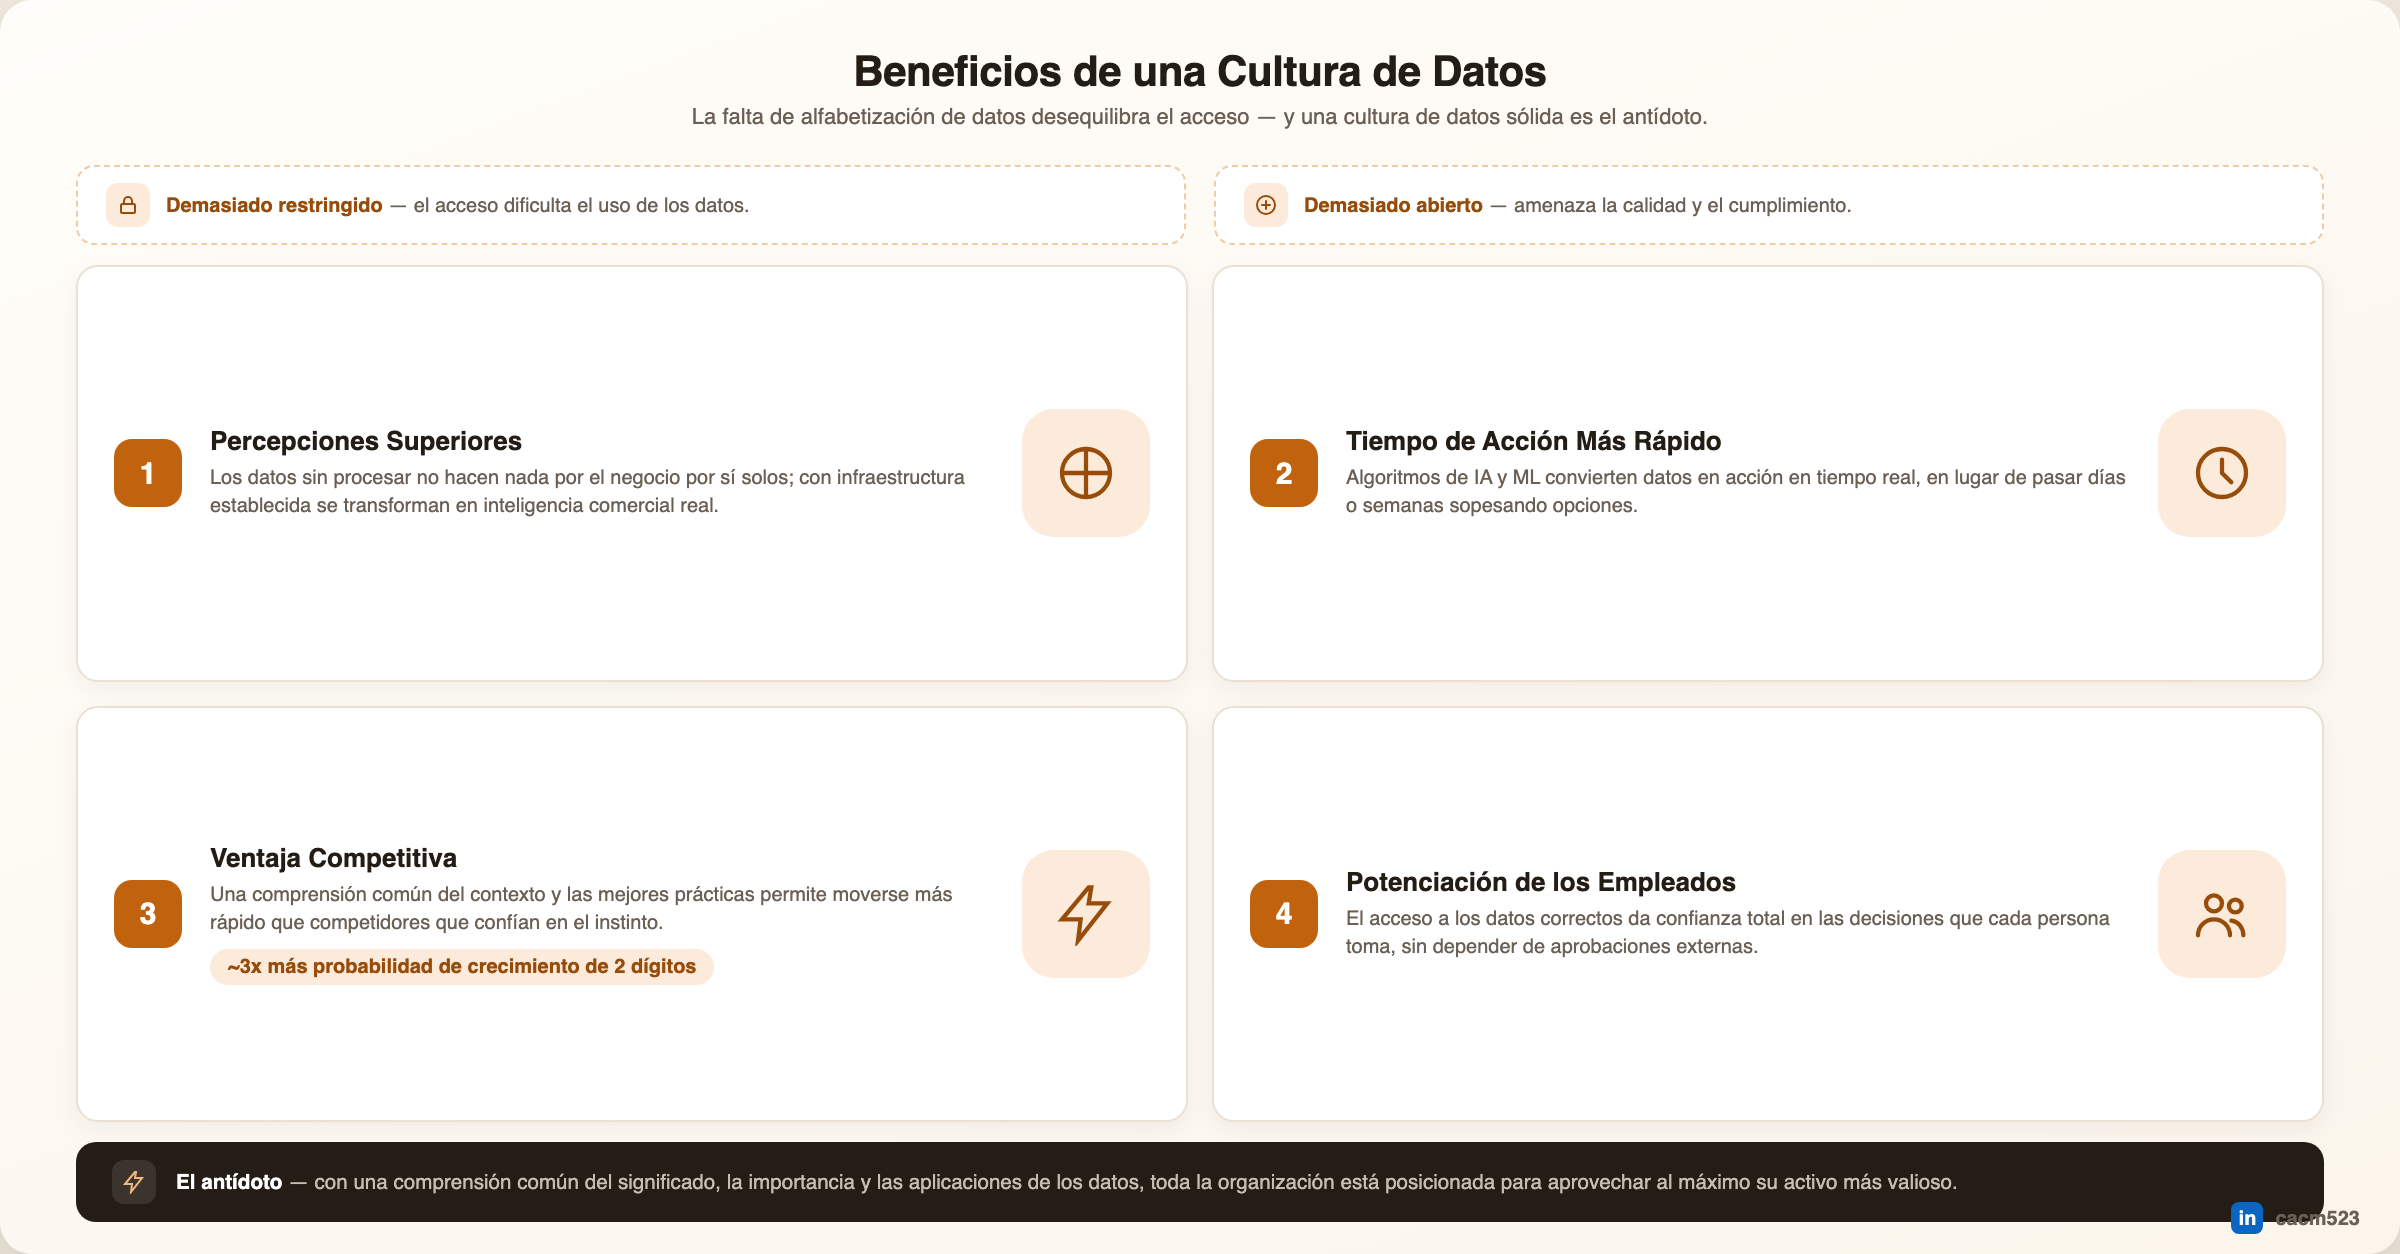 Beneficios de una Cultura de Datos
La falta de alfabetización de datos desequilibra el acceso — y una cultura de datos sólida es el antídoto.
Demasiado restringido — el acceso dificulta el uso de los datos.
Demasiado abierto — amenaza la calidad y el cumplimiento.
1
Percepciones Superiores
Los datos sin procesar no hacen nada por el negocio por sí solos; con infraestructura
establecida se transforman en inteligencia comercial real.
2
Tiempo de Acción Más Rápido
Algoritmos de IA y ML convierten datos en acción en tiempo real, en lugar de pasar días
o semanas sopesando opciones.
3
Ventaja Competitiva
Una comprensión común del contexto y las mejores prácticas permite moverse más
rápido que competidores que confían en el instinto.
~3x más probabilidad de crecimiento de 2 dígitos
4
Potenciación de los Empleados
El acceso a los datos correctos da confianza total en las decisiones que cada persona
toma, sin depender de aprobaciones externas.
El antídoto — con una comprensión común del significado, la importancia y las aplicaciones de los datos, toda la organización está posicionada para aprovechar al máximo su activo más valioso.
in cacm523